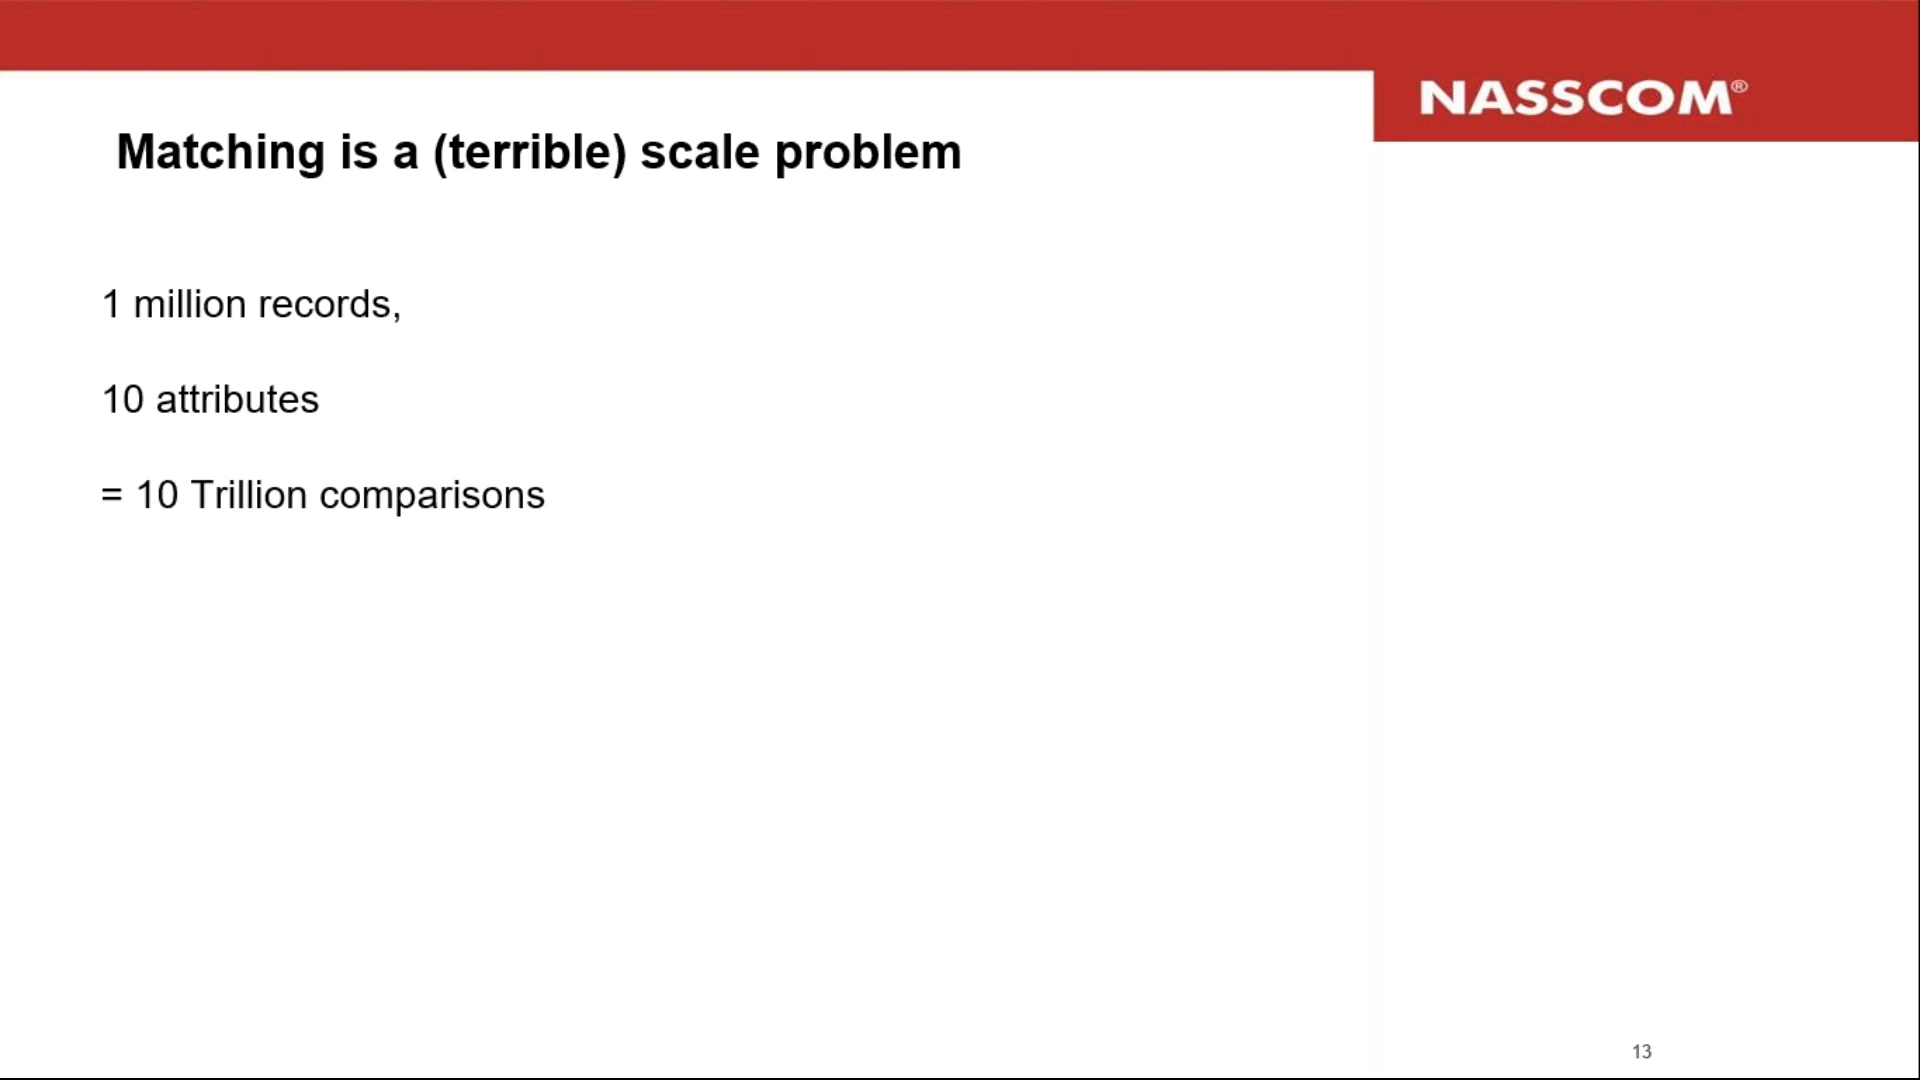 NASSCOM®
Matching is a (terrible) scale problem
1 million records,
10 attributes
= 10 Trillion comparisons
13